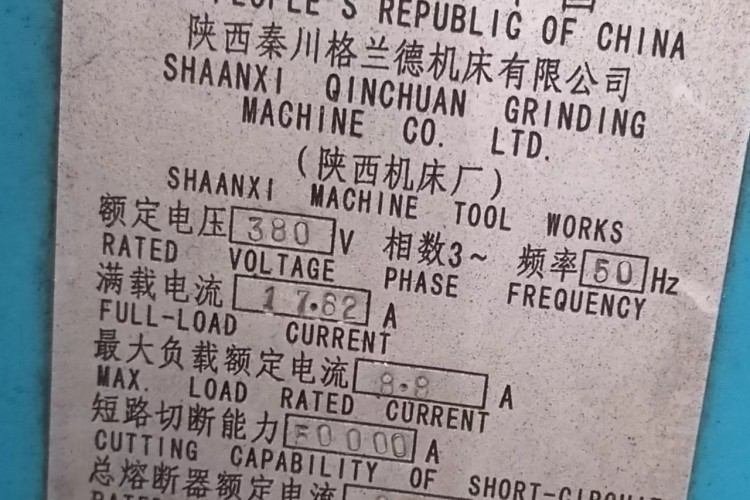 PEOPLE'S REPUBLIC OF CHINA
陕西秦川格兰德机床有限公司
SHAANXI QINCHUAN GRINDING
MACHINE CO. LTD.
(陕西机床厂)
SHAANXI MACHINE TOOL WORKS
额定电压 380 V 相数3~ 频率 50 Hz
RATED VOLTAGE PHASE FREQUENCY
满载电流 17.62 A
FULL-LOAD CURRENT
最大负载额定电流 8.8 A
MAX. LOAD RATED CURRENT
短路切断能力 50000 A
CUTTING CAPABILITY OF
总熔断器额定电流